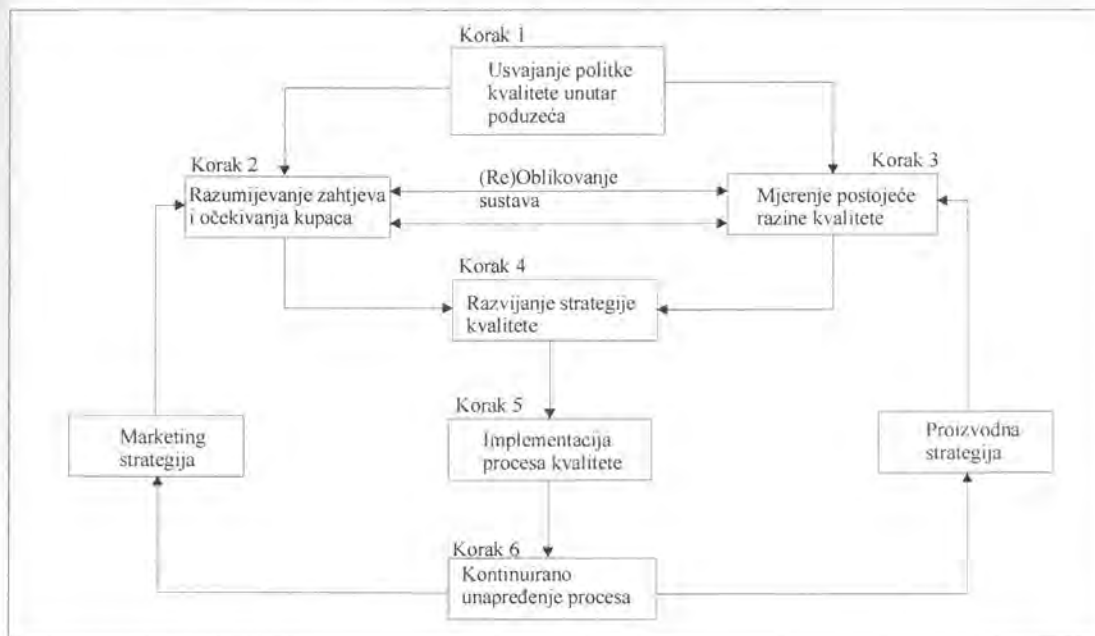 Korak 1
Usvajanje politke
kvalitete unutar
poduzeća
Korak 2
Razumijevanje zahtjeva
i očekivanja kupaca
(Re)Oblikovanje
sustava
Korak 3
Mjerenje postojeće
razine kvalitete
Korak 4
Razvijanje strategije
kvalitete
Korak 5
Implementacija
procesa kvalitete
Marketing
strategija
Proizvodna
strategija
Korak 6
Kontinuirano
unapređenje procesa